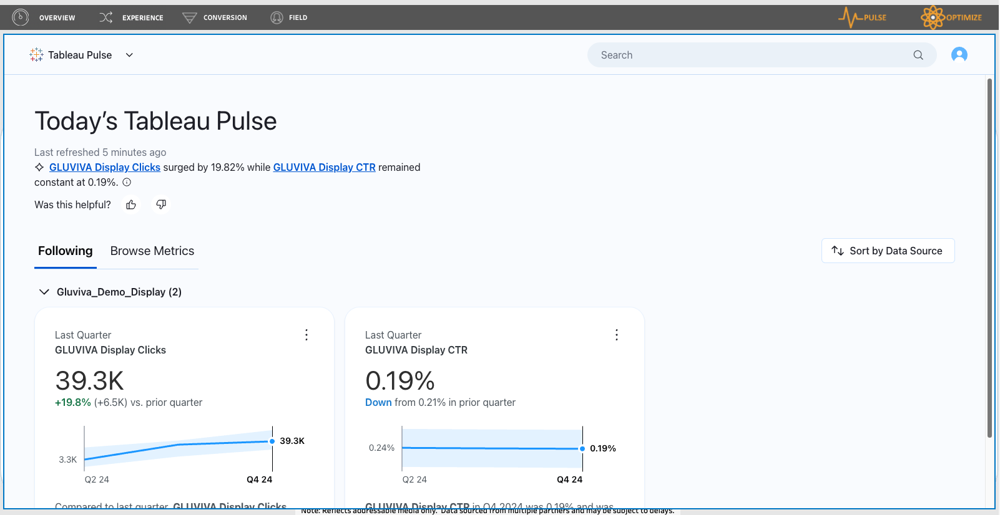 OVERVIEW
EXPERIENCE
CONVERSION
FIELD
PULSE
OPTIMIZE
Tableau Pulse
Search
Today's Tableau Pulse
Last refreshed 5 minutes ago
GLUVIVA Display Clicks surged by 19.82% while GLUVIVA Display CTR remained
constant at 0.19%.
Was this helpful?
Following
Browse Metrics
Sort by Data Source
Gluviva_Demo_Display (2)
Last Quarter
GLUVIVA Display Clicks
39.3K
+19.8% (+6.5K) vs. prior quarter
39.3K
3.3K
Q2 24
Q4 24
Compared to last quarter, GLUVIVA Display Clicks
Last Quarter
GLUVIVA Display CTR
0.19%
Down from 0.21% in prior quarter
0.24%
0.19%
Q2 24
Q4 24
GLUVIVA Display CTR in Q4 2024 was 0.19% and was
Note: Reflects addressable media only. Data sourced from multiple partners and may be subject to delays.